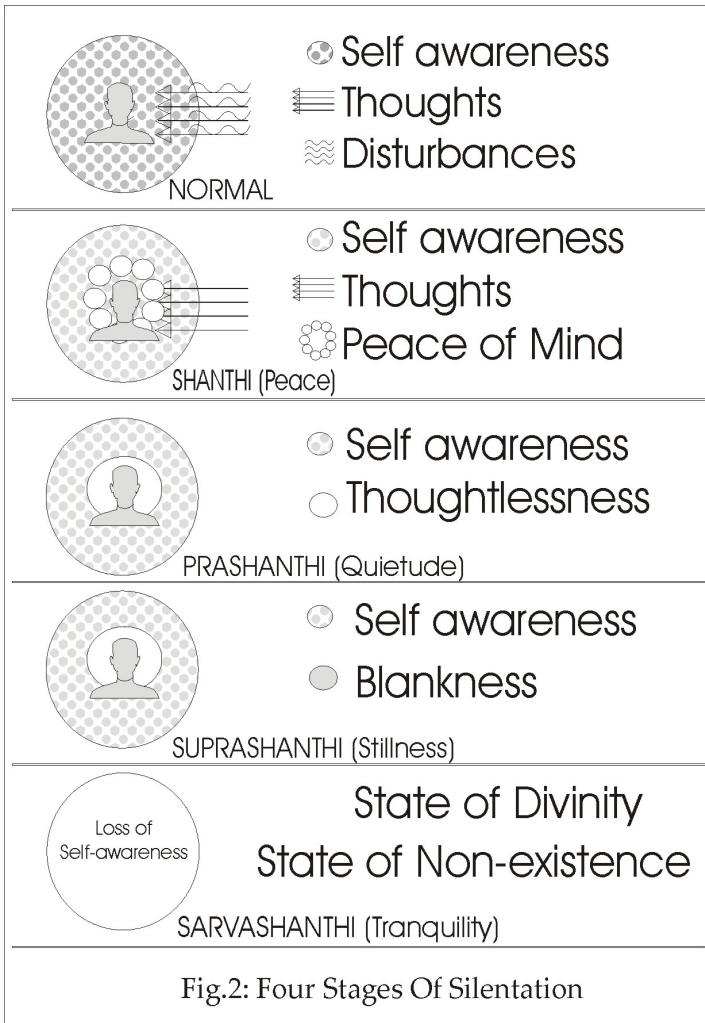 Self awareness
Thoughts
Disturbances
NORMAL
Self awareness
Thoughts
Peace of Mind
SHANTHI (Peace)
Self awareness
Thoughtlessness
PRASHANTHI (Quietude)
Self awareness
Blankness
SUPRASHANTHI (Stillness)
Loss of
Self-awareness
State of Divinity
State of Non-existence
SARVASHANTHI (Tranquility)
Fig.2: Four Stages Of Silentation